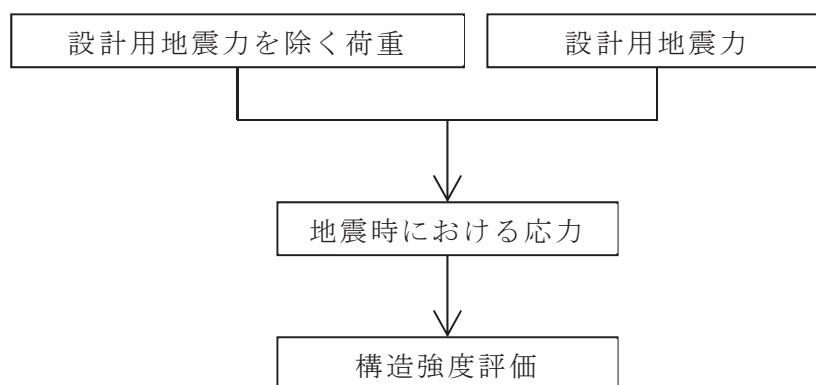 設計用地震力を除く荷重
設計用地震力
地震時における応力
構造強度評価